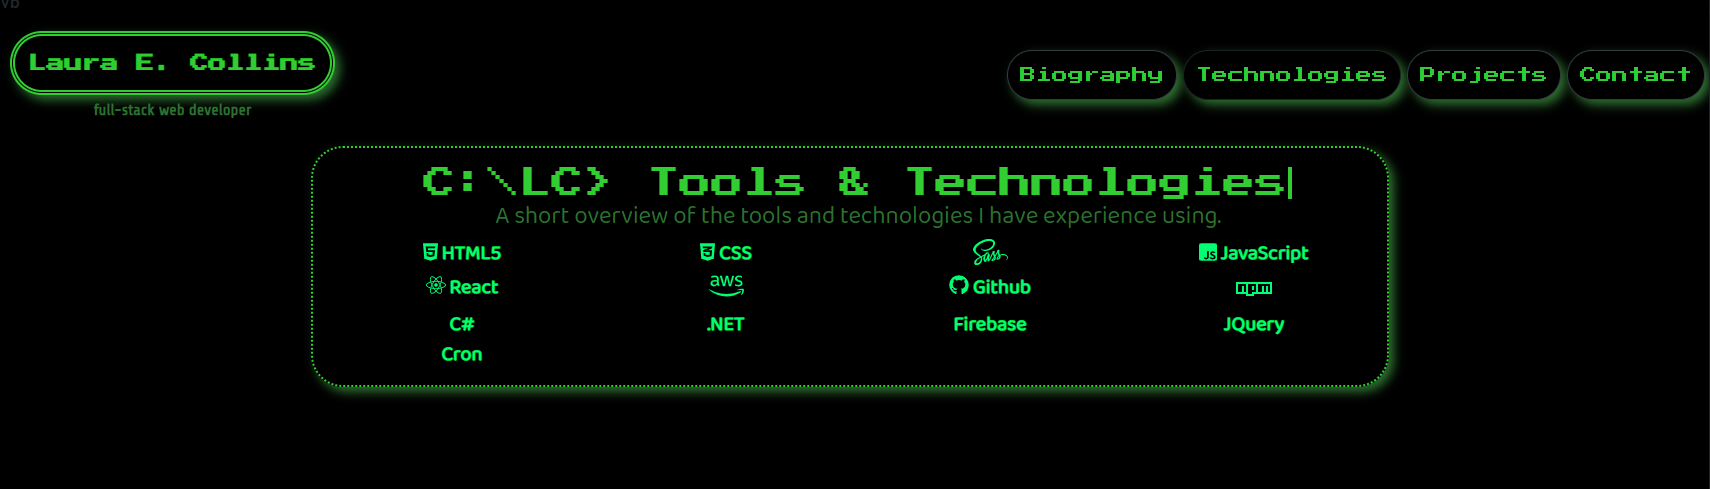 vb
Laura E. Collins
full-stack web developer
Biography Technologies Projects Contact
C:\LC> Tools & Technologies|
A short overview of the tools and technologies I have experience using.
HTML5 CSS Sass JS JavaScript
React aws Github npm
C# .NET Firebase JQuery
Cron